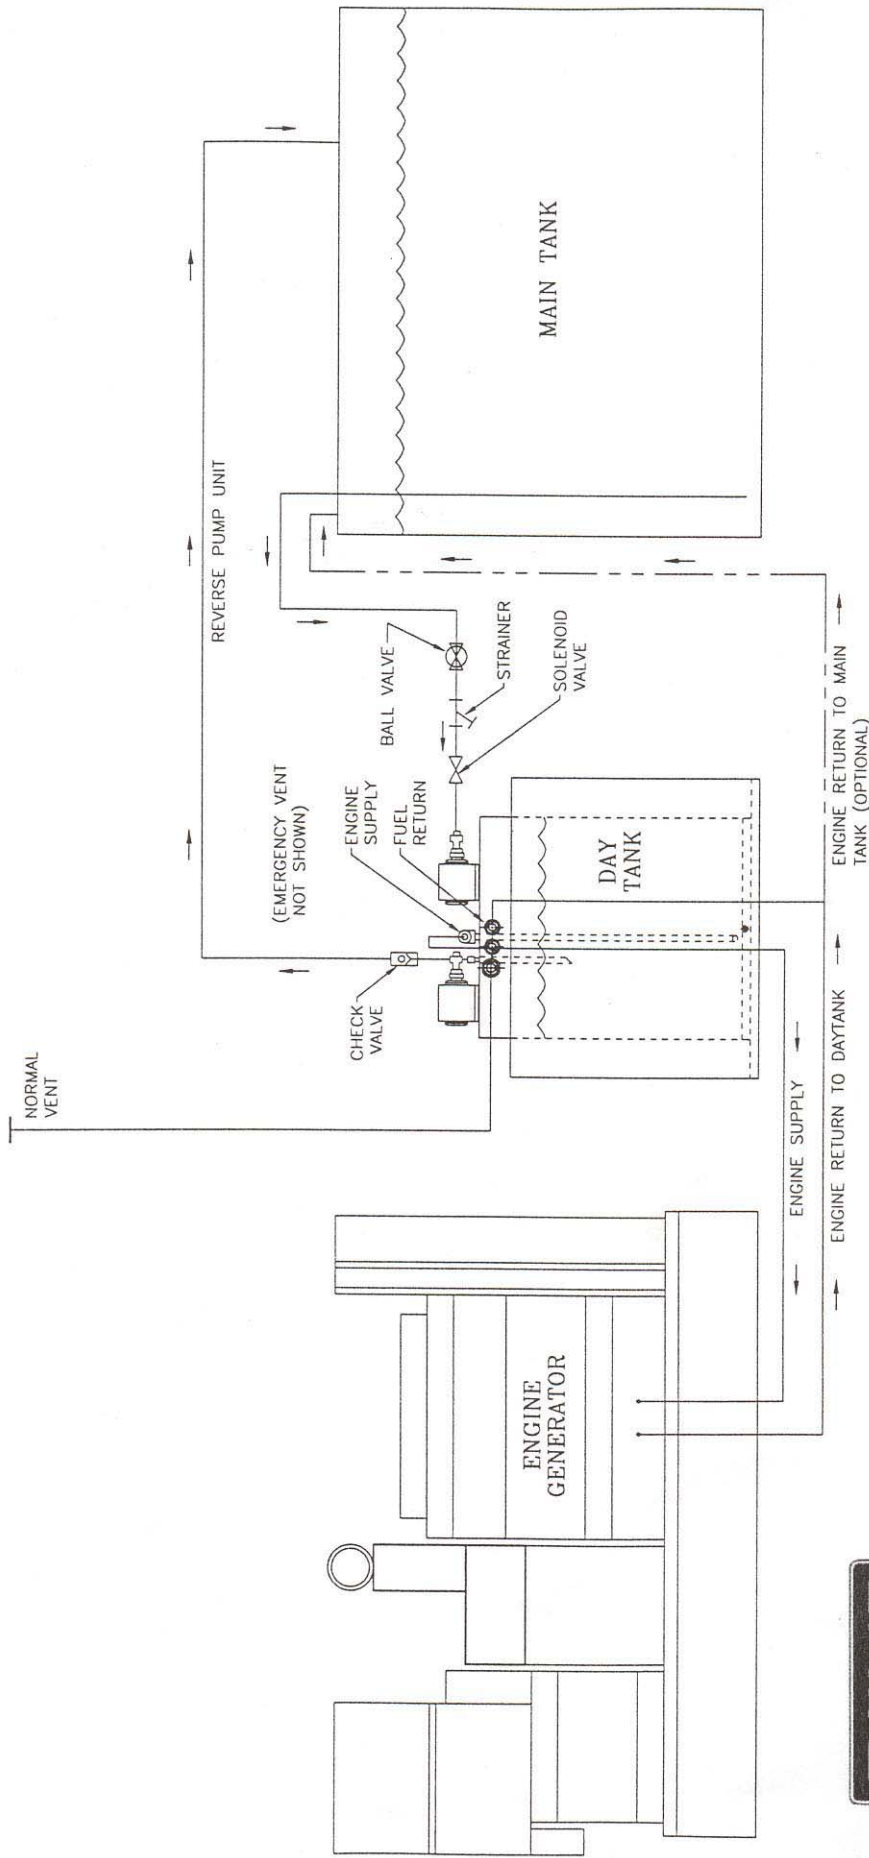 NORMAL
VENT
REVERSE PUMP UNIT
(EMERGENCY VENT
NOT SHOWN)
CHECK
VALVE
ENGINE
SUPPLY
FUEL
RETURN
BALL VALVE
STRAINER
SOLENOID
VALVE
MAIN TANK
DAY
TANK
ENGINE
GENERATOR
ENGINE SUPPLY
ENGINE RETURN TO DAYTANK
ENGINE RETURN TO MAIN
TANK (OPTIONAL)